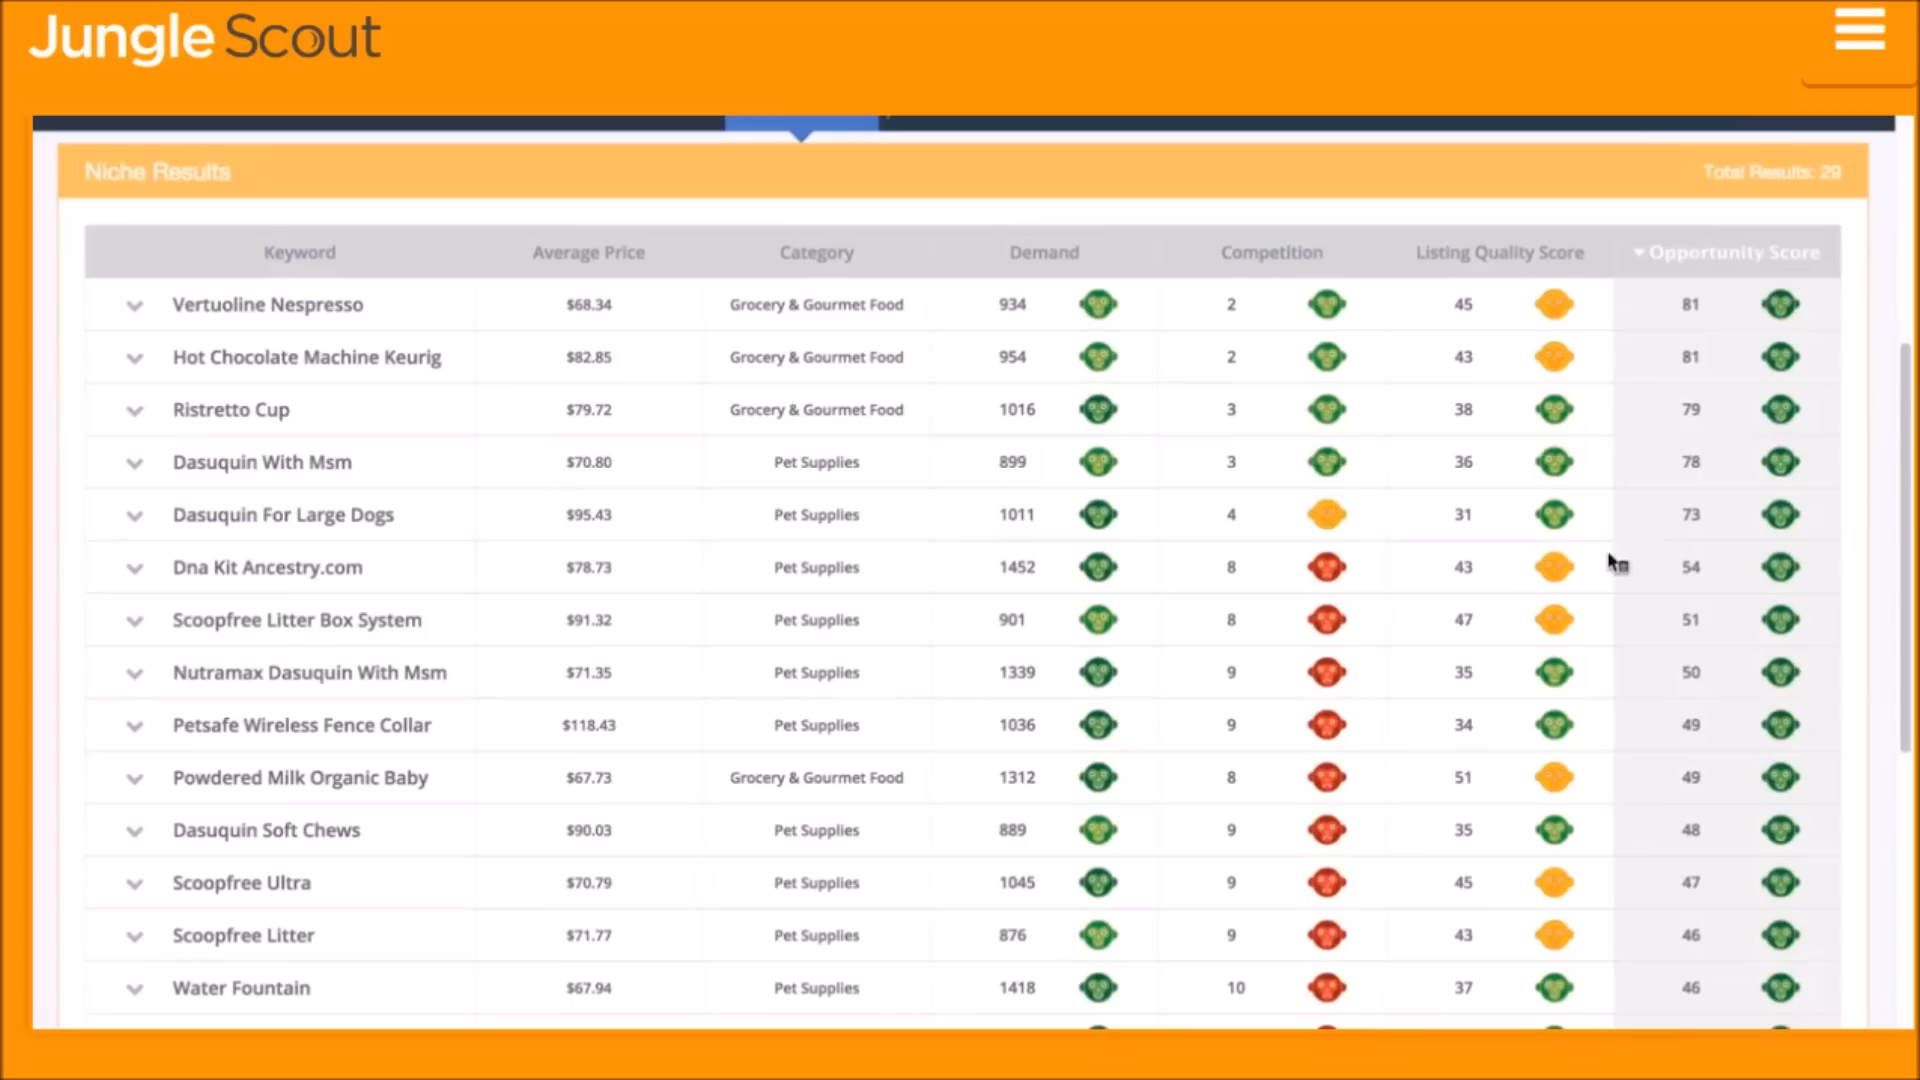 Jungle Scout
Niche Results Total Results: 29
Keyword Average Price Category Demand Competition Listing Quality Score Opportunity Score
Vertuoline Nespresso $68.34 Grocery & Gourmet Food 934 2 45 81
Hot Chocolate Machine Keurig $82.85 Grocery & Gourmet Food 954 2 43 81
Ristretto Cup $79.72 Grocery & Gourmet Food 1016 3 38 79
Dasuquin With Msm $70.80 Pet Supplies 899 3 36 78
Dasuquin For Large Dogs $95.43 Pet Supplies 1011 4 31 73
Dna Kit Ancestry.com $78.73 Pet Supplies 1452 8 43 54
Scoopfree Litter Box System $91.32 Pet Supplies 901 8 47 51
Nutramax Dasuquin With Msm $71.35 Pet Supplies 1339 9 35 50
Petsafe Wireless Fence Collar $118.43 Pet Supplies 1036 9 34 49
Powdered Milk Organic Baby $67.73 Grocery & Gourmet Food 1312 8 51 49
Dasuquin Soft Chews $90.03 Pet Supplies 889 9 35 48
Scoopfree Ultra $70.79 Pet Supplies 1045 9 45 47
Scoopfree Litter $71.77 Pet Supplies 876 9 43 46
Water Fountain $67.94 Pet Supplies 1418 10 37 46